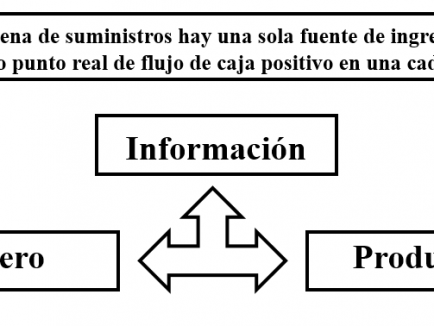 ena de suministros hay una sola fuente de ingre
o punto real de flujo de caja positivo en una cad
Información
ero
Produ